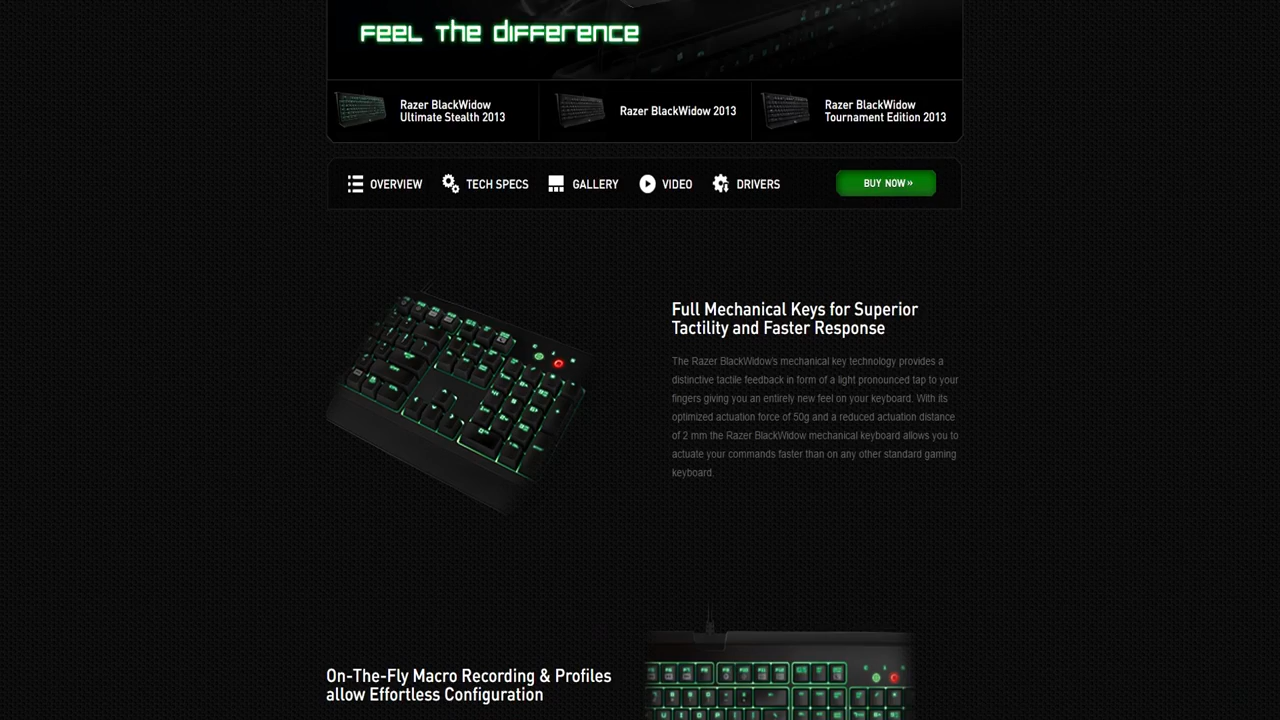 FEEL THE DIFFERENCE
Razer BlackWidow
Ultimate Stealth 2013
Razer BlackWidow 2013
Razer BlackWidow
Tournament Edition 2013
OVERVIEW
TECH SPECS
GALLERY
VIDEO
DRIVERS
BUY NOW »
Full Mechanical Keys for Superior
Tactility and Faster Response
The Razer BlackWidow's mechanical key technology provides a
distinctive tactile feedback in form of a light pronounced tap to your
fingers giving you an entirely new feel on your keyboard. With its
optimized actuation force of 50g and a reduced actuation distance
of 2 mm the Razer BlackWidow mechanical keyboard allows you to
actuate your commands faster than on any other standard gaming
keyboard.
On-The-Fly Macro Recording & Profiles
allow Effortless Configuration